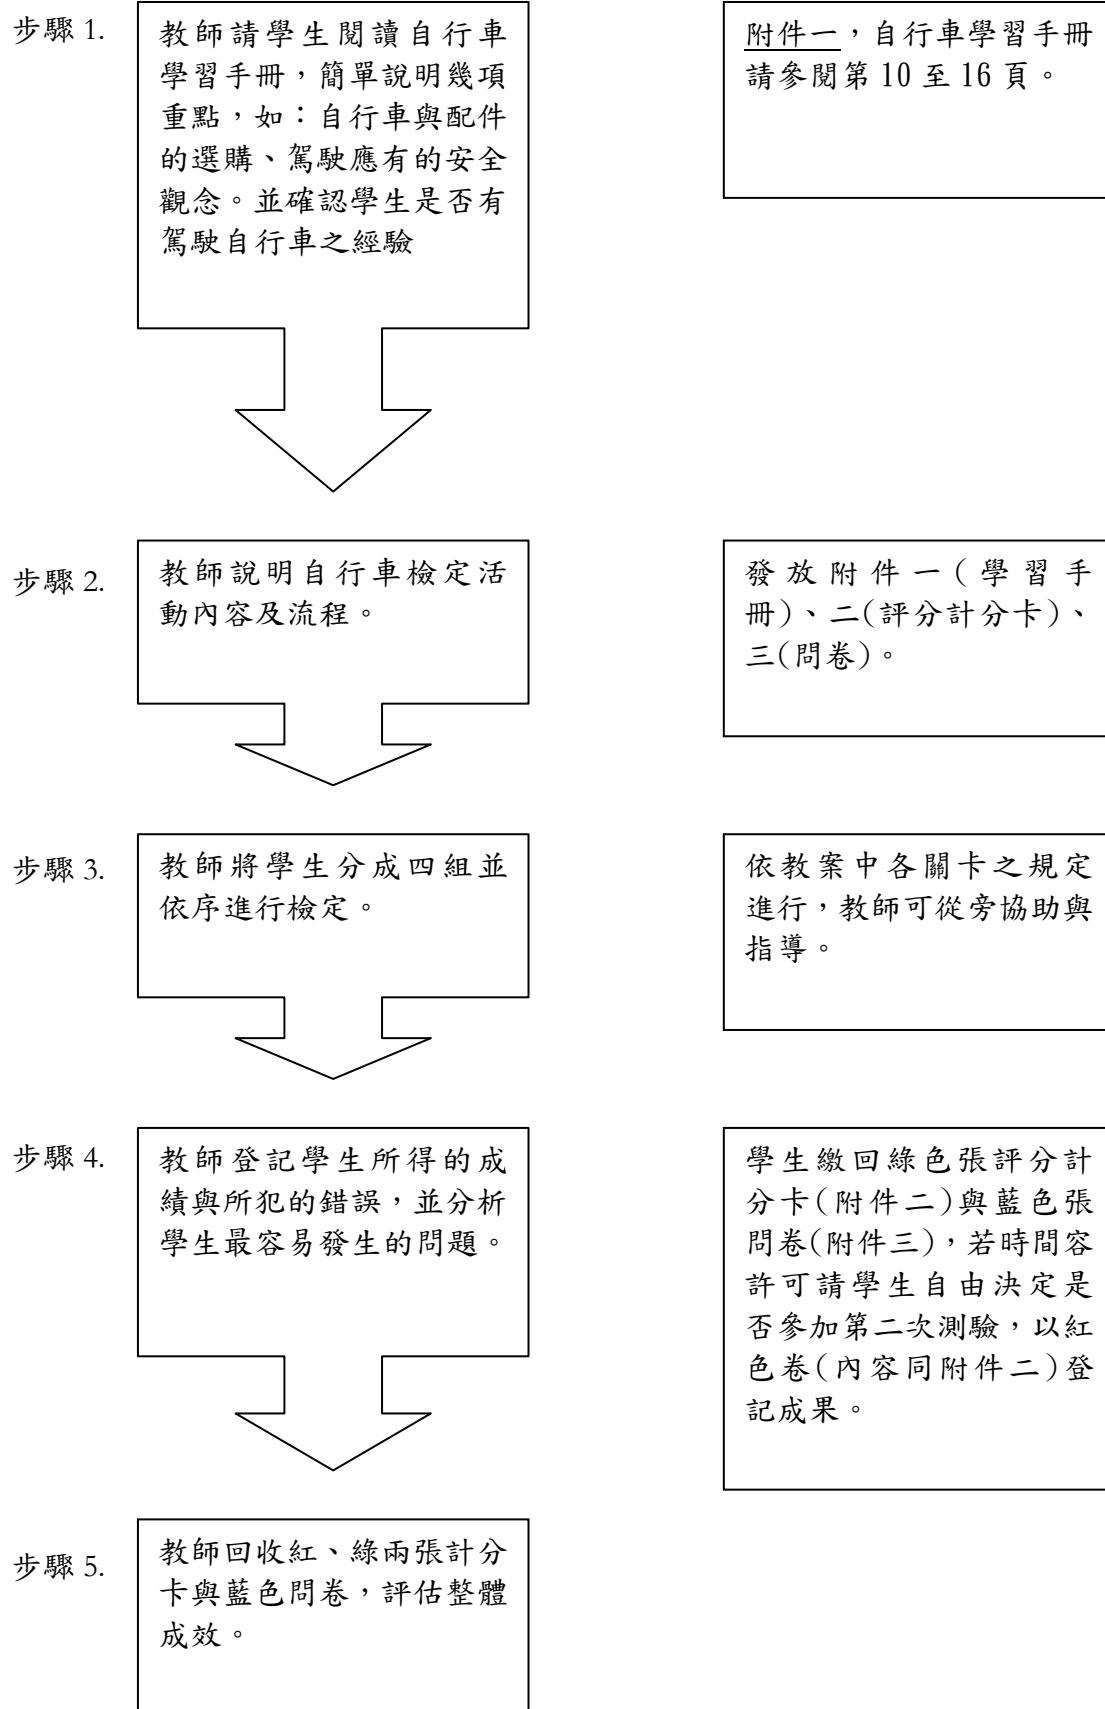 步驟 1.
教師請學生閱讀自行車
學習手冊，簡單說明幾項
重點，如：自行車與配件
的選購、駕駛應有的安全
觀念。並確認學生是否有
駕駛自行車之經驗
附件一，自行車學習手冊
請參閱第 10 至 16 頁。
步驟 2.
教師說明自行車檢定活
動內容及流程。
發放附件一(學習手
冊)、二(評分計分卡)、
三(問卷)。
步驟 3.
教師將學生分成四組並
依序進行檢定。
依教案中各關卡之規定
進行，教師可從旁協助與
指導。
步驟 4.
教師登記學生所得的成
績與所犯的錯誤，並分析
學生最容易發生的問題。
學生繳回綠色張評分計
分卡(附件二)與藍色張
問卷(附件三)，若時間容
許可請學生自由決定是
否參加第二次測驗，以紅
色卷(內容同附件二)登
記成果。
步驟 5.
教師回收紅、綠兩張計分
卡與藍色問卷，評估整體
成效。